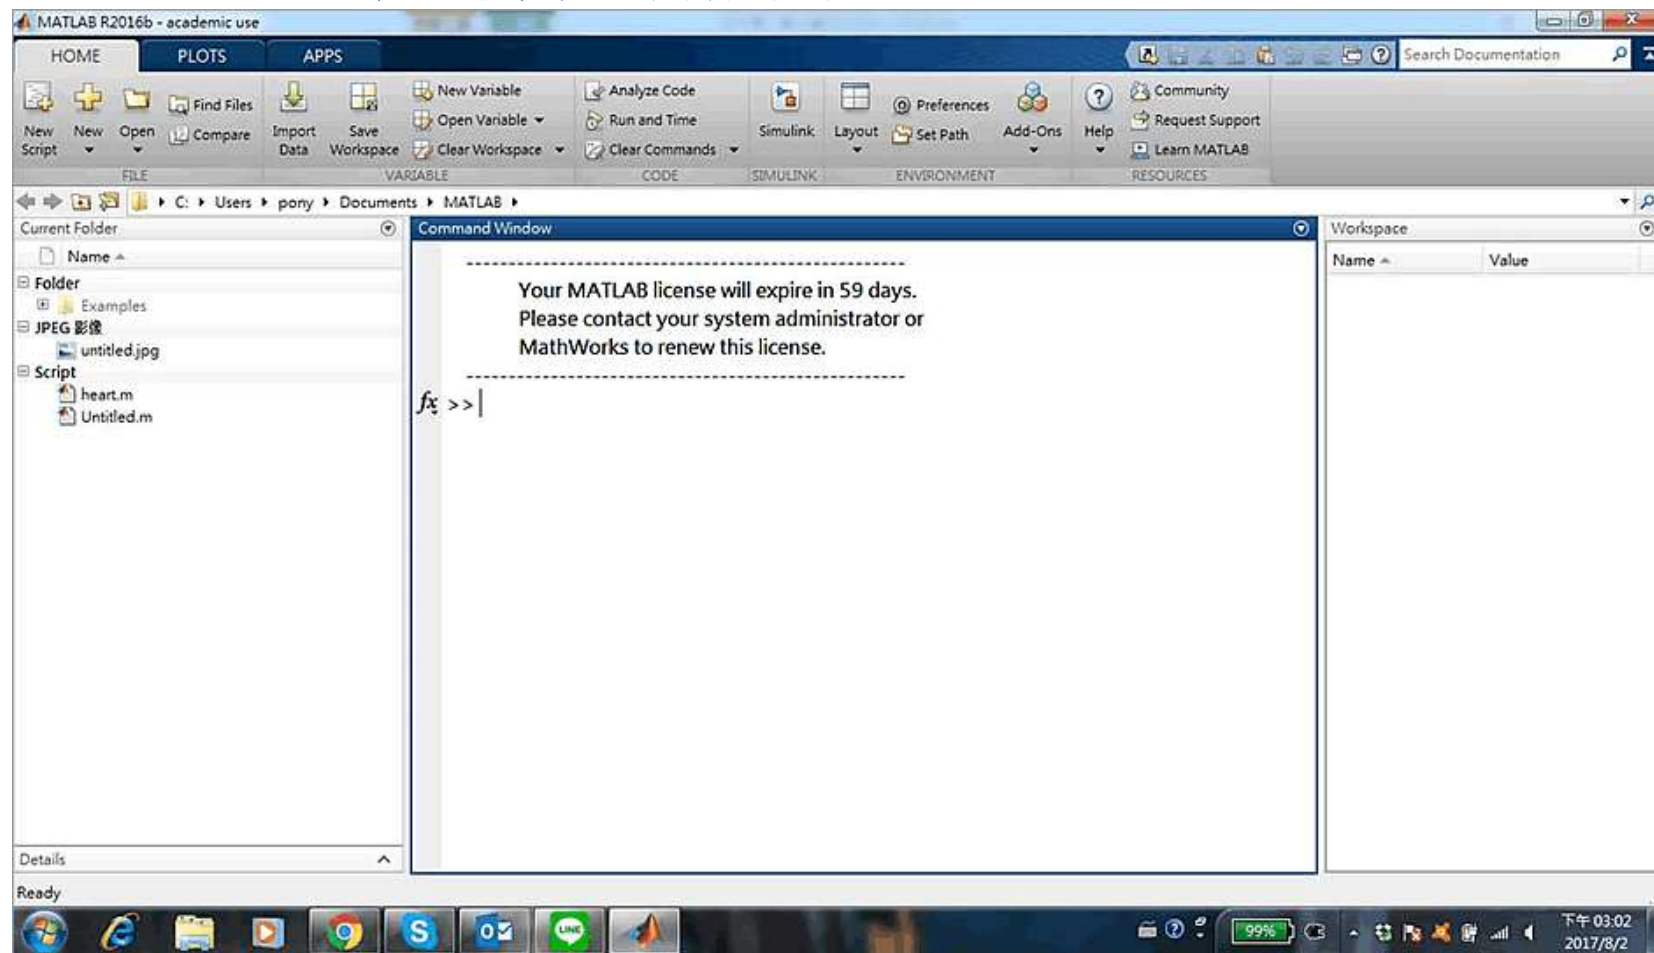 MATLAB R2016b - academic use
HOME PLOTS APPS
Search Documentation
New Script
New
Open
Find Files
Compare
Import Data
Save Workspace
New Variable
Open Variable
Clear Workspace
Analyze Code
Run and Time
Clear Commands
Simulink
Layout
Preferences
Set Path
Add-Ons
Help
Community
Request Support
Learn MATLAB
FILE VARIABLE CODE SIMULINK ENVIRONMENT RESOURCES
C: Users pony Documents MATLAB
Current Folder
Name
Folder
Examples
JPEG 影像
untitled.jpg
Script
heart.m
Untitled.m
Details
Command Window
--------------------------------------------------
Your MATLAB license will expire in 59 days.
Please contact your system administrator or
MathWorks to renew this license.
--------------------------------------------------
fx >>
Workspace
Name Value
Ready
S
LINE
99%
下午 03:02
2017/8/2